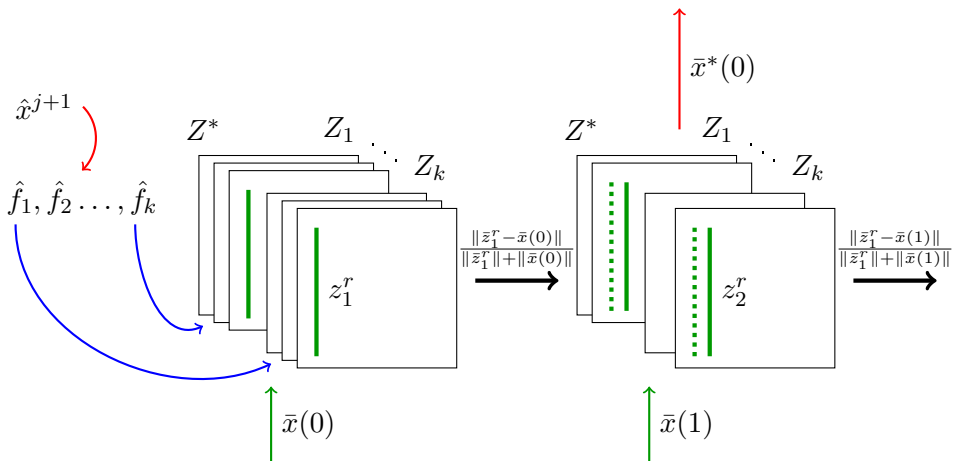 x̄*(0)
x̂^{j+1}
Z* Z_1 ⋱ Z_k
Z* Z_1 ⋱ Z_k
f̂_1, f̂_2 …, f̂_k
z_1^r
‖z̄_1^r − x̄(0)‖ / ‖z̄_1^r‖+‖x̄(0)‖
z_2^r
‖z̄_1^r − x̄(1)‖ / ‖z̄_1^r‖+‖x̄(1)‖
x̄(0)
x̄(1)